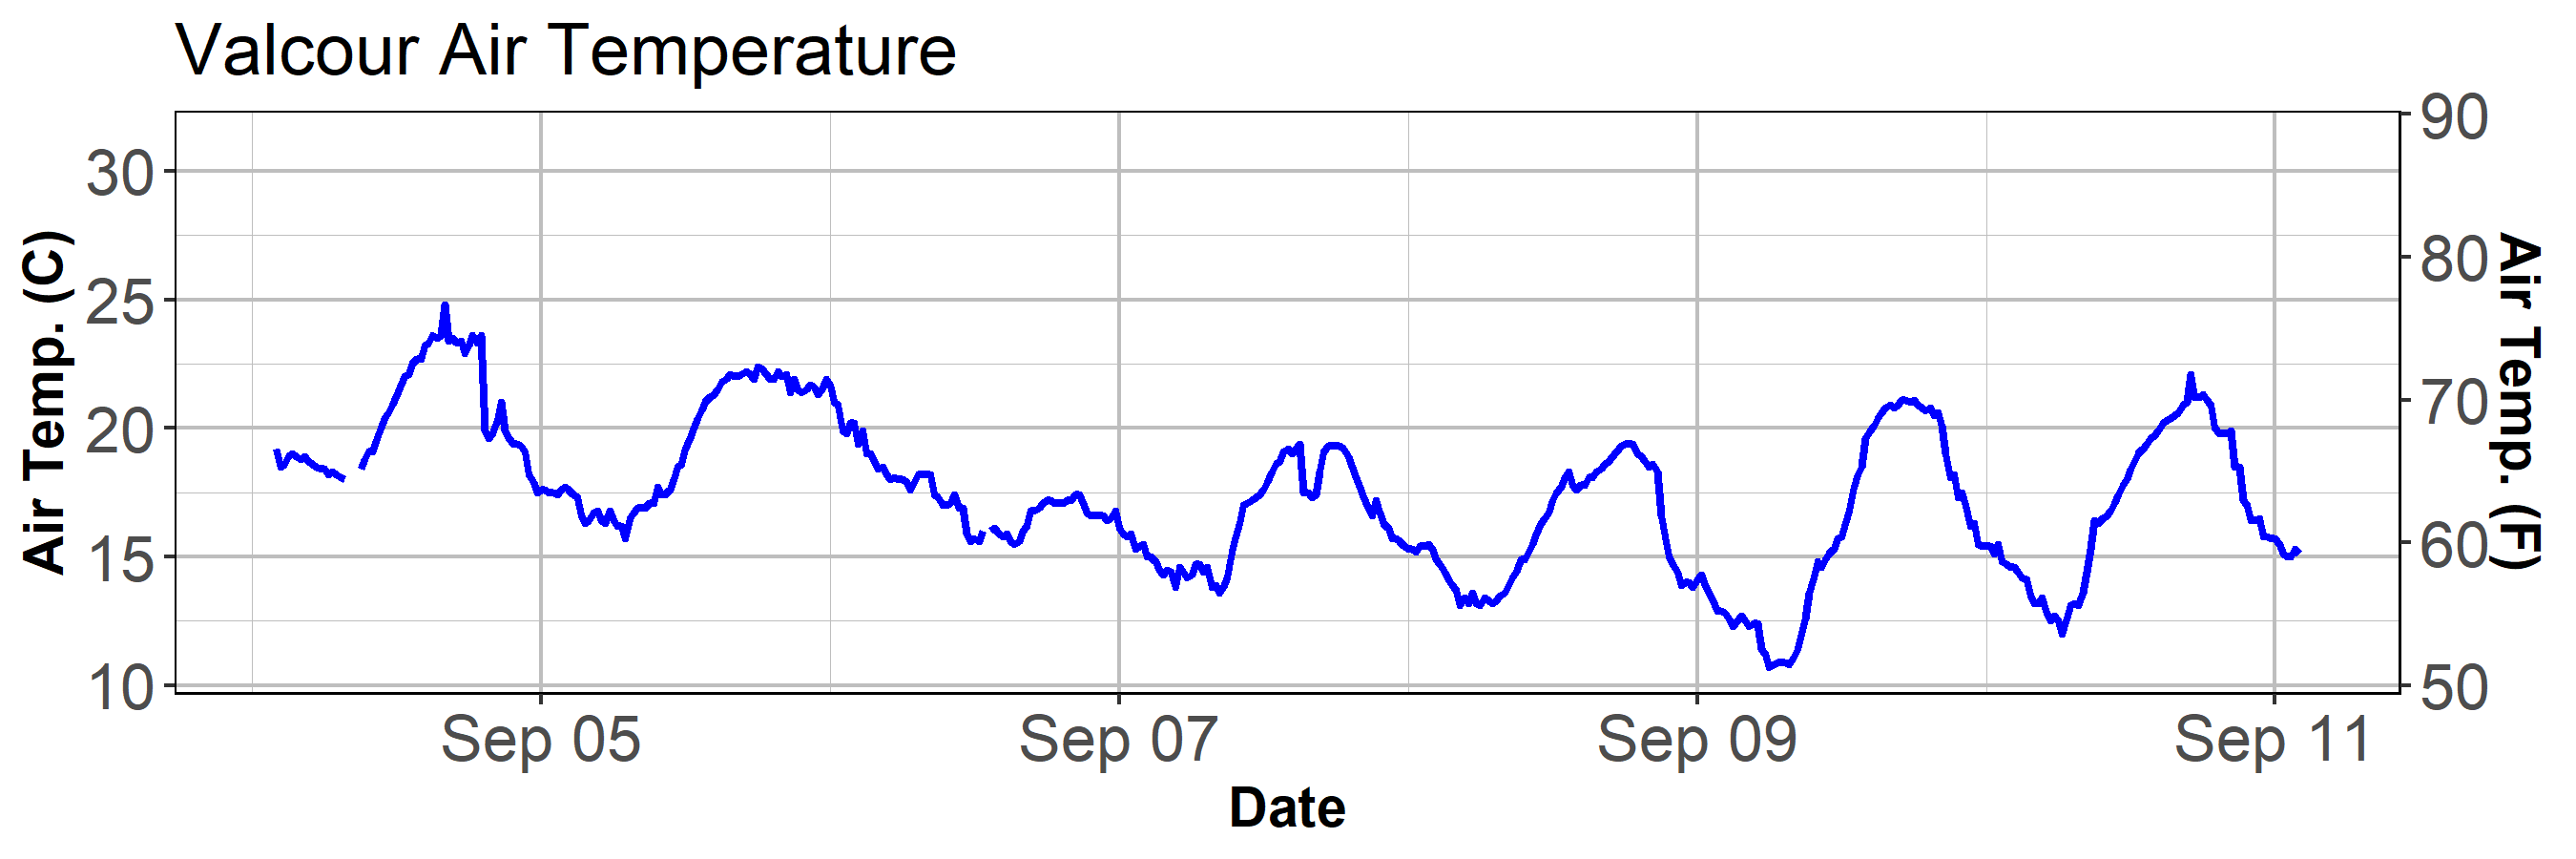 Valcour Air Temperature
Air Temp. (C)
30
25
20
15
10
90
80
70
60
50
Air Temp. (F)
Sep 05
Sep 07
Sep 09
Sep 11
Date